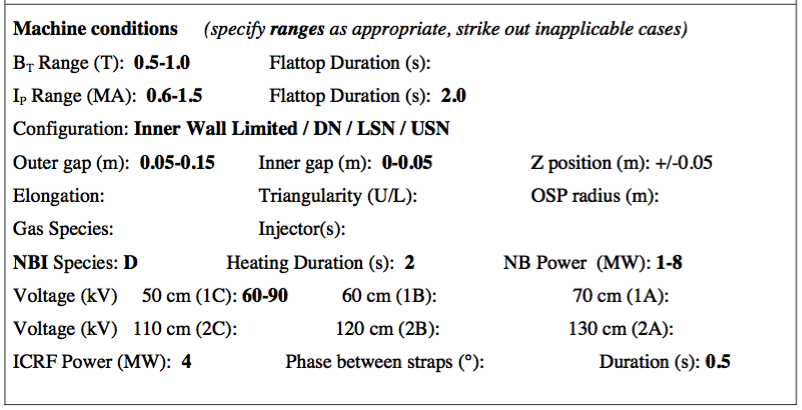 Machine conditions (specify ranges as appropriate, strike out inapplicable cases)
BT Range (T): 0.5-1.0 Flattop Duration (s):
IP Range (MA): 0.6-1.5 Flattop Duration (s): 2.0
Configuration: Inner Wall Limited / DN / LSN / USN
Outer gap (m): 0.05-0.15 Inner gap (m): 0-0.05 Z position (m): +/-0.05
Elongation: Triangularity (U/L): OSP radius (m):
Gas Species: Injector(s):
NBI Species: D Heating Duration (s): 2 NB Power (MW): 1-8
Voltage (kV) 50 cm (1C): 60-90 60 cm (1B): 70 cm (1A):
Voltage (kV) 110 cm (2C): 120 cm (2B): 130 cm (2A):
ICRF Power (MW): 4 Phase between straps (°): Duration (s): 0.5